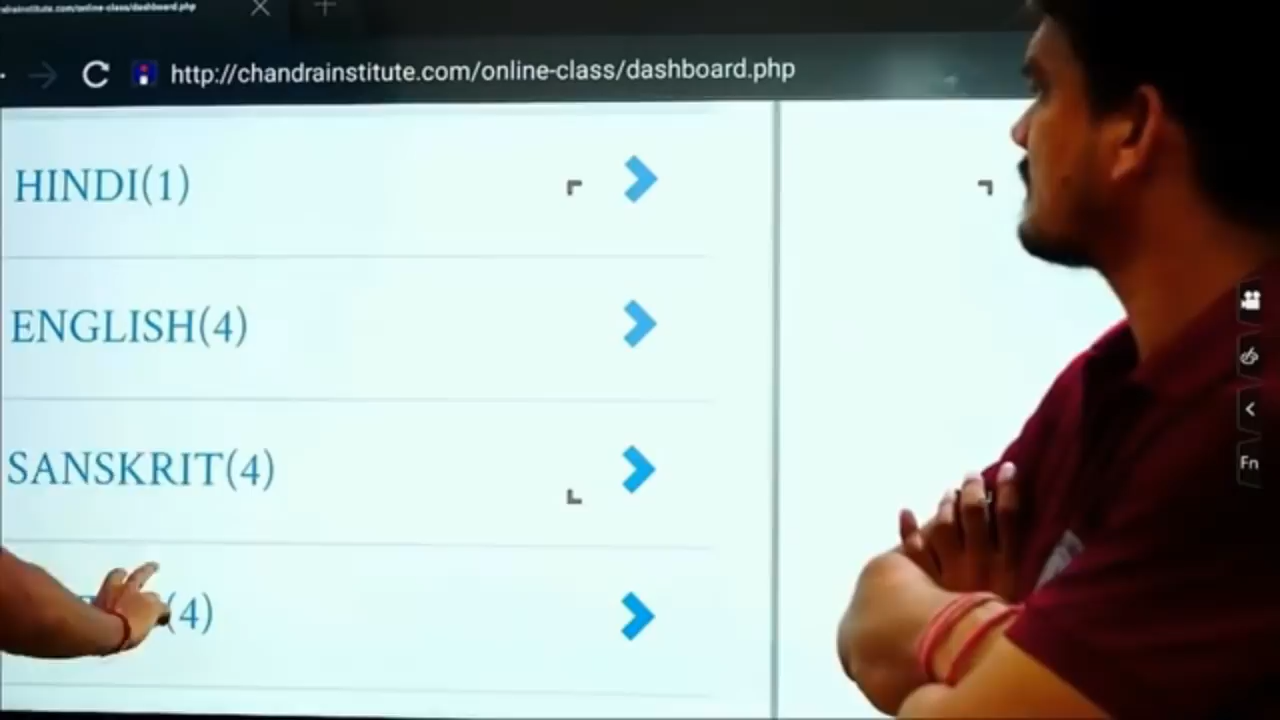 http://chandrainstitute.com/online-class/dashboard.php
HINDI(1)
ENGLISH(4)
SANSKRIT(4)
(4)
Fn